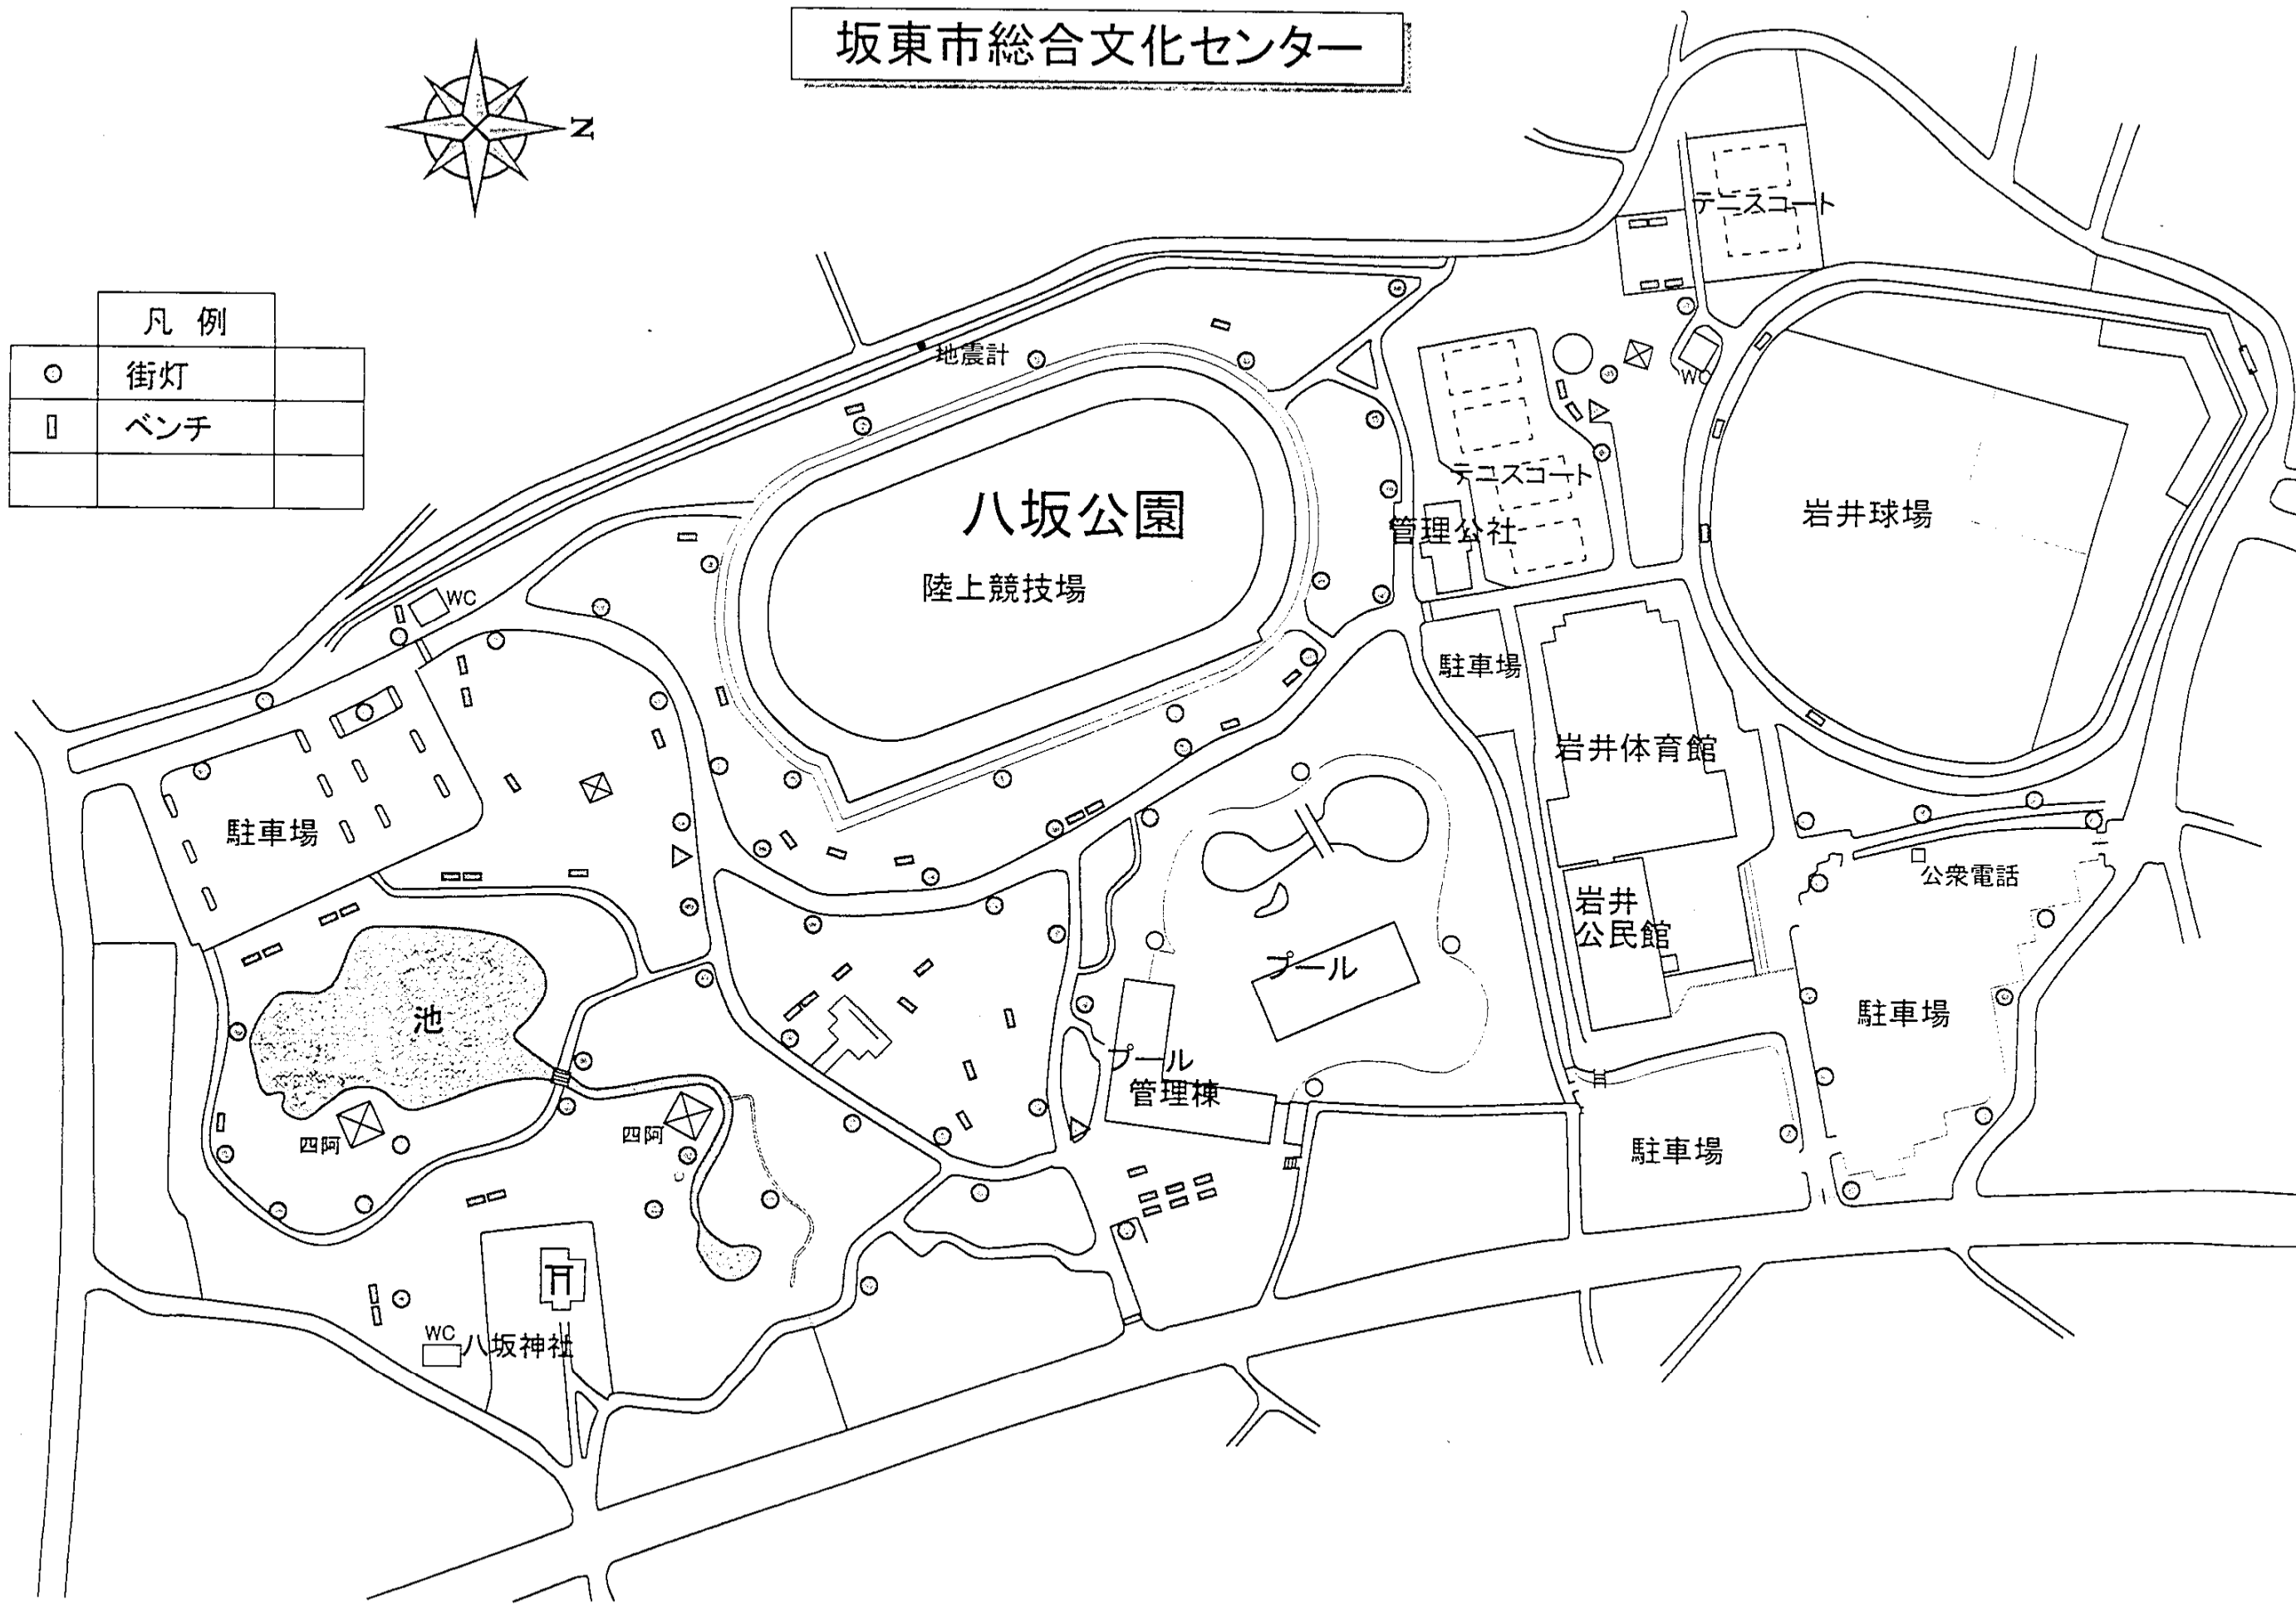 坂東市総合文化センター
N
凡 例
街灯
ベンチ
テニスコート
地震計
WC
テニスコート
八坂公園
管理公社
岩井球場
陸上競技場
WC
駐車場
岩井体育館
駐車場
公衆電話
岩井
公民館
プール
池
駐車場
プール
管理棟
四阿
四阿
駐車場
WC
八坂神社